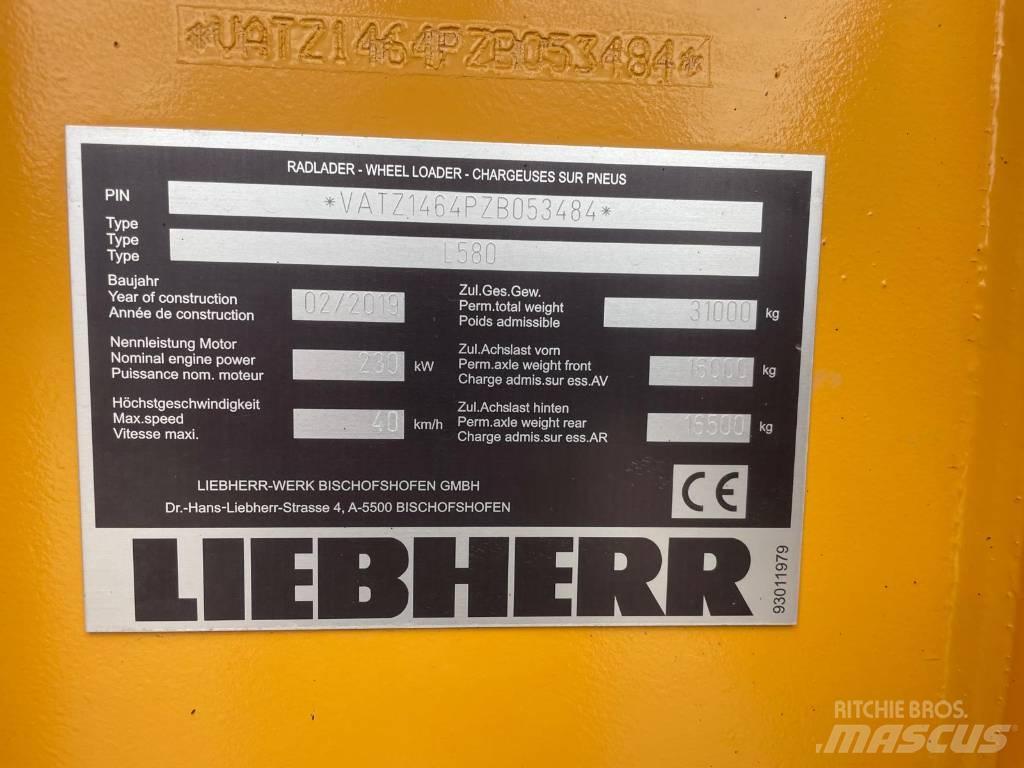 *VATZ1464PZB053484*
RADLADER - WHEEL LOADER - CHARGEUSES SUR PNEUS
PIN *VATZ1464PZB053484*
Type
Type L580
Type
Baujahr
Year of construction 02/2019
Année de construction
Zul.Ges.Gew.
Perm.total weight 31000 kg
Poids admissible
Nennleistung Motor
Nominal engine power 230 kW
Puissance nom. moteur
Zul.Achslast vorn
Perm.axle weight front 16000 kg
Charge admis.sur ess.AV
Höchstgeschwindigkeit
Max.speed 40 km/h
Vitesse maxi.
Zul.Achslast hinten
Perm.axle weight rear 16500 kg
Charge admis.sur ess.AR
LIEBHERR-WERK BISCHOFSHOFEN GMBH
Dr.-Hans-Liebherr-Strasse 4, A-5500 BISCHOFSHOFEN
CE
LIEBHERR
93011979
RITCHIE BROS.
MASCUS